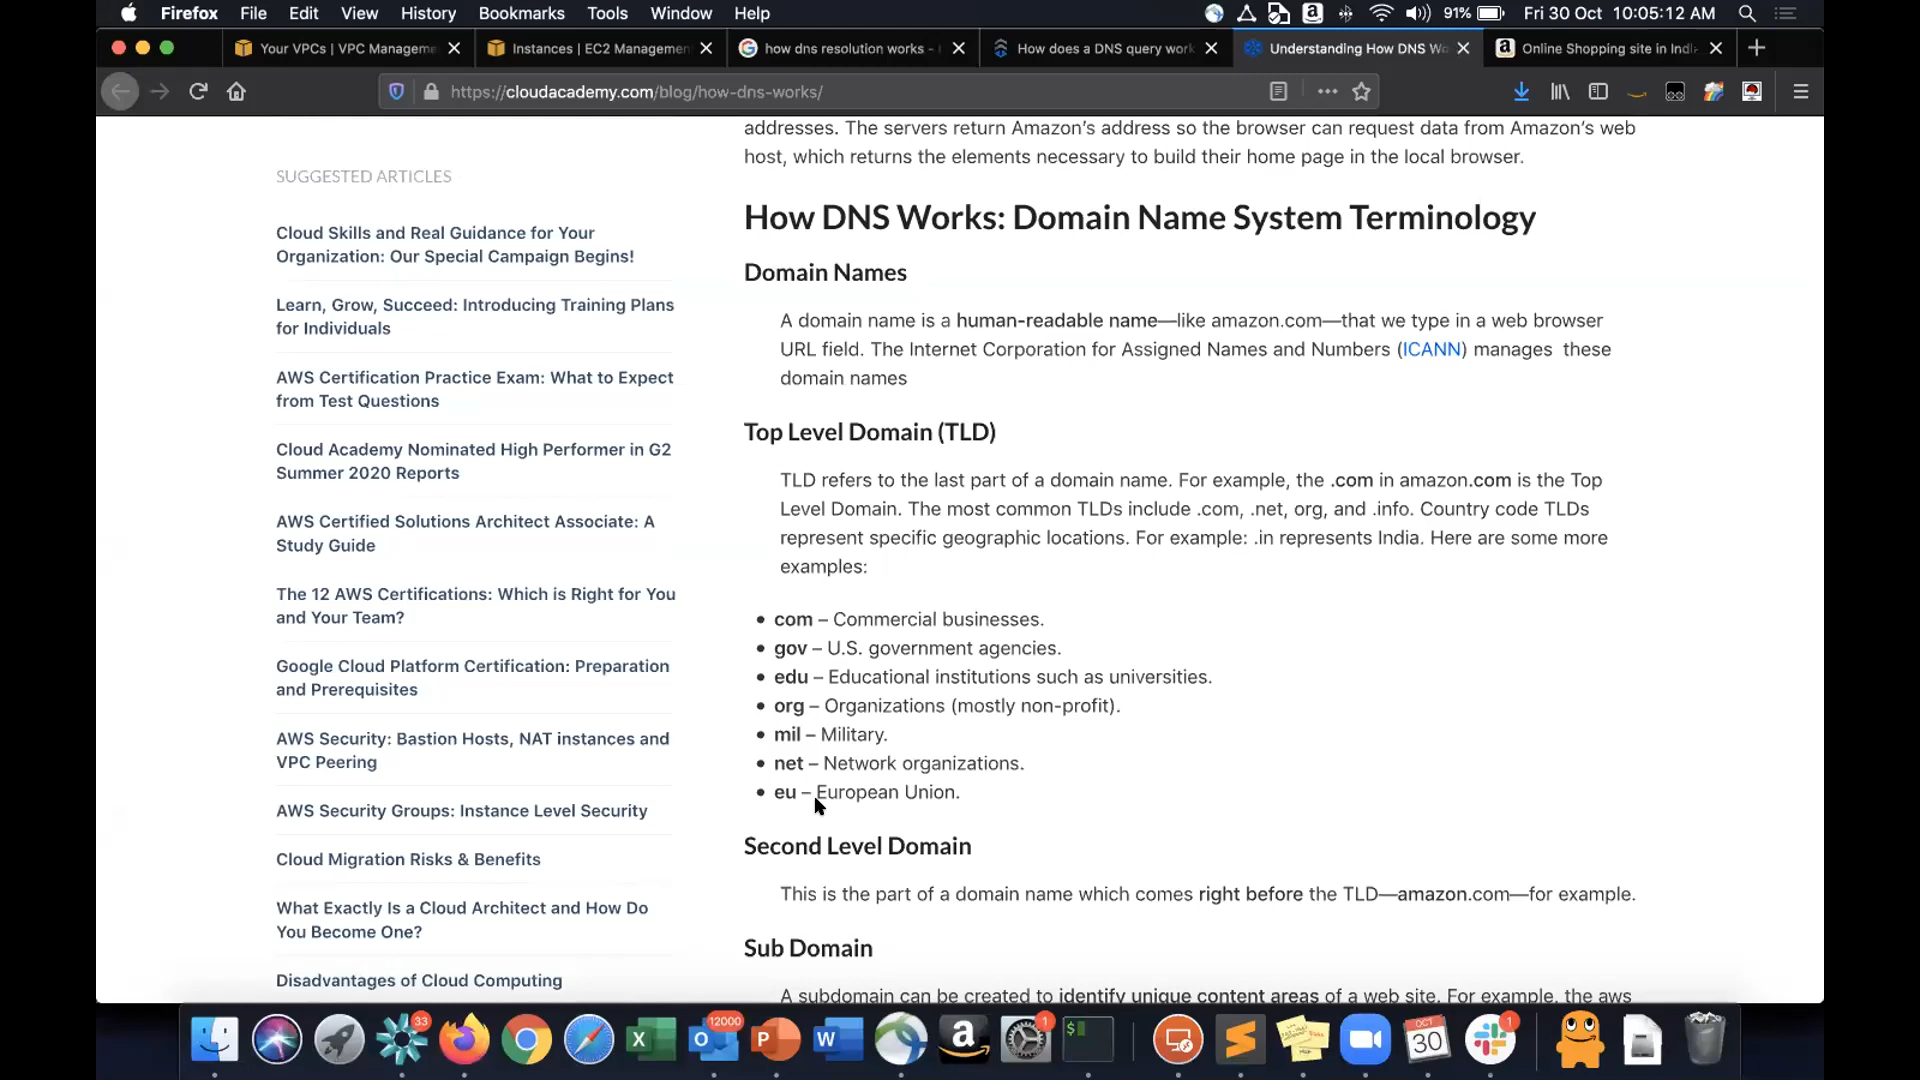 Firefox File Edit View History Bookmarks Tools Window Help 91% Fri 30 Oct 10:05:12 AM
Your VPCs | VPC Manageme Instances | EC2 Management how dns resolution works - How does a DNS query work Understanding How DNS Wo Online Shopping site in Indi
https://cloudacademy.com/blog/how-dns-works/
SUGGESTED ARTICLES
Cloud Skills and Real Guidance for Your
Organization: Our Special Campaign Begins!
Learn, Grow, Succeed: Introducing Training Plans
for Individuals
AWS Certification Practice Exam: What to Expect
from Test Questions
Cloud Academy Nominated High Performer in G2
Summer 2020 Reports
AWS Certified Solutions Architect Associate: A
Study Guide
The 12 AWS Certifications: Which is Right for You
and Your Team?
Google Cloud Platform Certification: Preparation
and Prerequisites
AWS Security: Bastion Hosts, NAT instances and
VPC Peering
AWS Security Groups: Instance Level Security
Cloud Migration Risks & Benefits
What Exactly Is a Cloud Architect and How Do
You Become One?
Disadvantages of Cloud Computing
addresses. The servers return Amazon's address so the browser can request data from Amazon's web
host, which returns the elements necessary to build their home page in the local browser.
How DNS Works: Domain Name System Terminology
Domain Names
A domain name is a human-readable name—like amazon.com—that we type in a web browser
URL field. The Internet Corporation for Assigned Names and Numbers (ICANN) manages these
domain names
Top Level Domain (TLD)
TLD refers to the last part of a domain name. For example, the .com in amazon.com is the Top
Level Domain. The most common TLDs include .com, .net, org, and .info. Country code TLDs
represent specific geographic locations. For example: .in represents India. Here are some more
examples:
• com – Commercial businesses.
• gov – U.S. government agencies.
• edu – Educational institutions such as universities.
• org – Organizations (mostly non-profit).
• mil – Military.
• net – Network organizations.
• eu – European Union.
Second Level Domain
This is the part of a domain name which comes right before the TLD—amazon.com—for example.
Sub Domain
A subdomain can be created to identify unique content areas of a web site. For example, the aws
33 12000 1 OCT 30 1